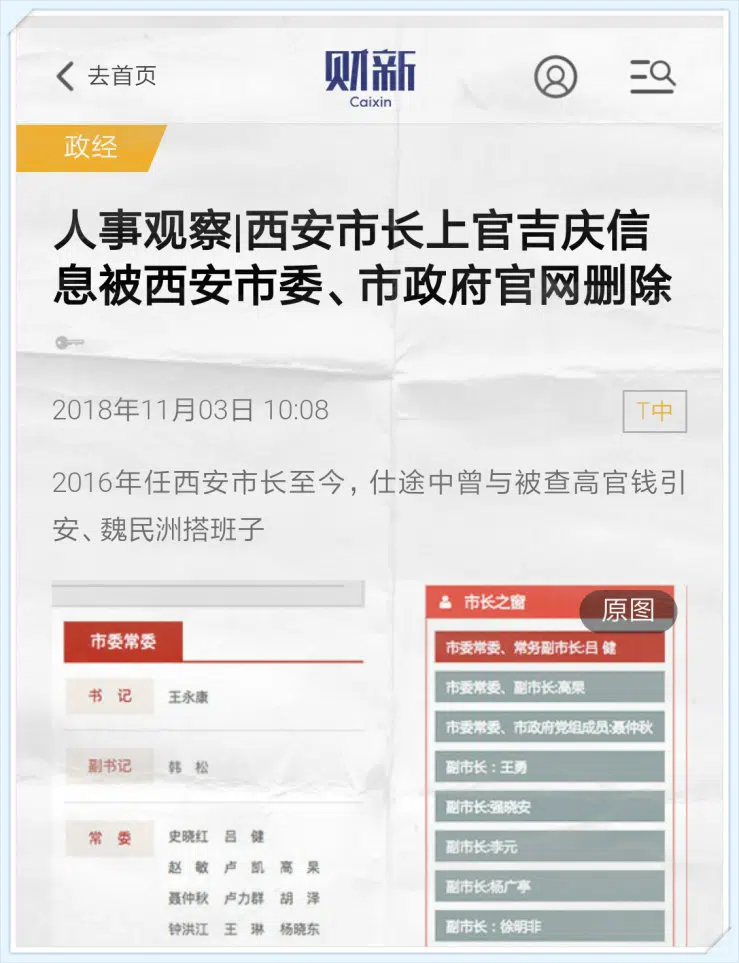 去首页
财新
Caixin
政经
人事观察|西安市长上官吉庆信
息被西安市委、市政府官网删除
2018年11月03日 10:08
T中
2016年任西安市长至今，仕途中曾与被查高官钱引
安、魏民洲搭班子
市委常委
书 记 王永康
副书记 韩 松
常 委 史晓红 吕 健
赵 敏 卢 凯 高 杲
聂仲秋 卢力群 胡 泽
钟洪江 王 琳 杨晓东
市长之窗
原图
市委常委、常务副市长:吕 健
市委常委、副市长:高杲
市委常委、市政府党组成员:聂仲秋
副市长：王勇
副市长:强晓安
副市长:李元
副市长:杨广亭
副市长：徐明非